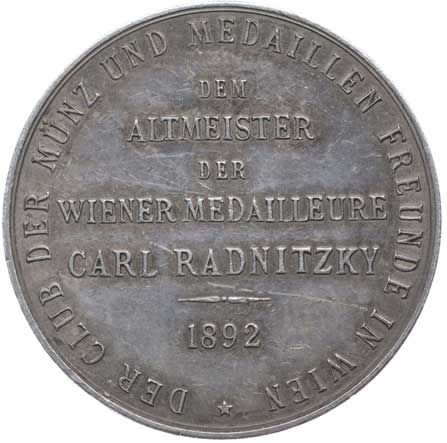 DER CLUB DER MÜNZ UND MEDAILLEN FREUNDE IN WIEN
DEM
ALTMEISTER
DER
WIENER MEDAILLEURE
CARL RADNITZKY
1892